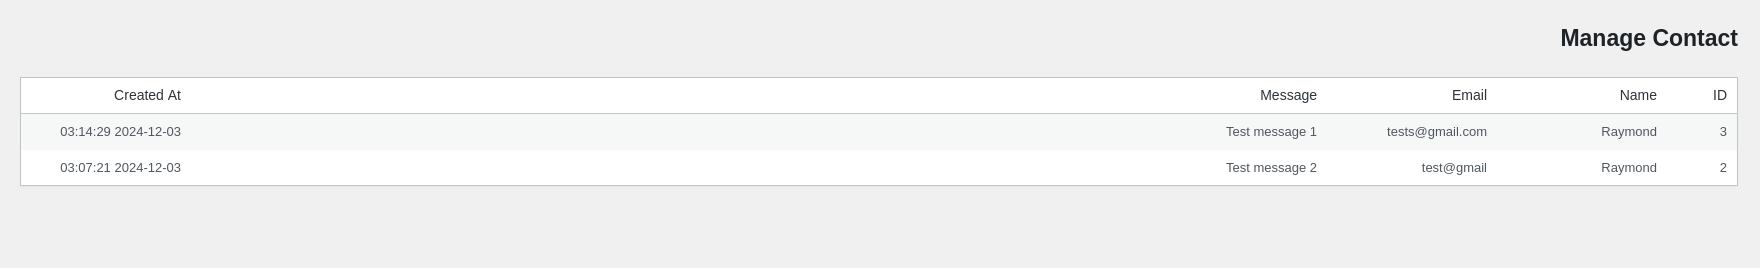 Manage Contact
ID Name Email Message Created At
3 Raymond tests@gmail.com Test message 1 03:14:29 2024-12-03
2 Raymond test@gmail Test message 2 03:07:21 2024-12-03